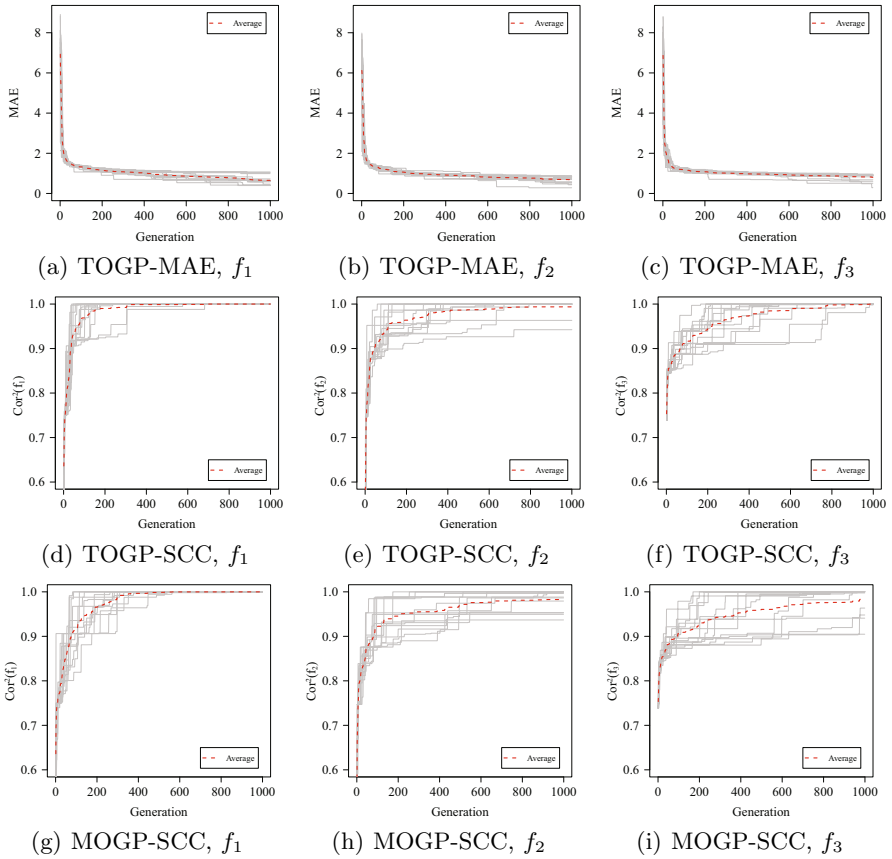 Average Average Average
8 8 8
6 6 6
MAE MAE MAE
4 4 4
2 2 2
0 0 0
0 200 400 600 800 1000 0 200 400 600 800 1000 0 200 400 600 800 1000
Generation Generation Generation
(a) TOGP-MAE, f₁ (b) TOGP-MAE, f₂ (c) TOGP-MAE, f₃
1.0 1.0 1.0
0.9 0.9 0.9
Cor²(f₁) Cor²(f₂) Cor²(f₃)
0.8 0.8 0.8
0.7 0.7 0.7
Average Average Average
0.6 0.6 0.6
0 200 400 600 800 1000 0 200 400 600 800 1000 0 200 400 600 800 1000
Generation Generation Generation
(d) TOGP-SCC, f₁ (e) TOGP-SCC, f₂ (f) TOGP-SCC, f₃
1.0 1.0 1.0
0.9 0.9 0.9
Cor²(f₁) Cor²(f₂) Cor²(f₃)
0.8 0.8 0.8
0.7 0.7 0.7
Average Average Average
0.6 0.6 0.6
0 200 400 600 800 1000 0 200 400 600 800 1000 0 200 400 600 800 1000
Generation Generation Generation
(g) MOGP-SCC, f₁ (h) MOGP-SCC, f₂ (i) MOGP-SCC, f₃